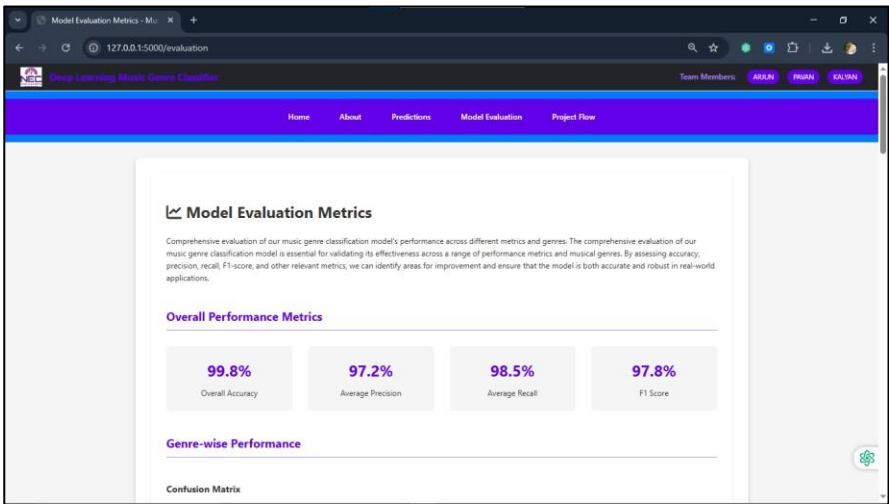 Model Evaluation Metrics - Mu
127.0.0.1:5000/evaluation
NEC
Deep Learning Music Genre Classifier
Team Members: ARJUN PAVAN KALYAN
Home About Predictions Model Evaluation Project Flow
Model Evaluation Metrics
Comprehensive evaluation of our music genre classification model's performance across different metrics and genres. The comprehensive evaluation of our
music genre classification model is essential for validating its effectiveness across a range of performance metrics and musical genres. By assessing accuracy,
precision, recall, F1-score, and other relevant metrics, we can identify areas for improvement and ensure that the model is both accurate and robust in real-world
applications.
Overall Performance Metrics
99.8% 97.2% 98.5% 97.8%
Overall Accuracy Average Precision Average Recall F1 Score
Genre-wise Performance
Confusion Matrix